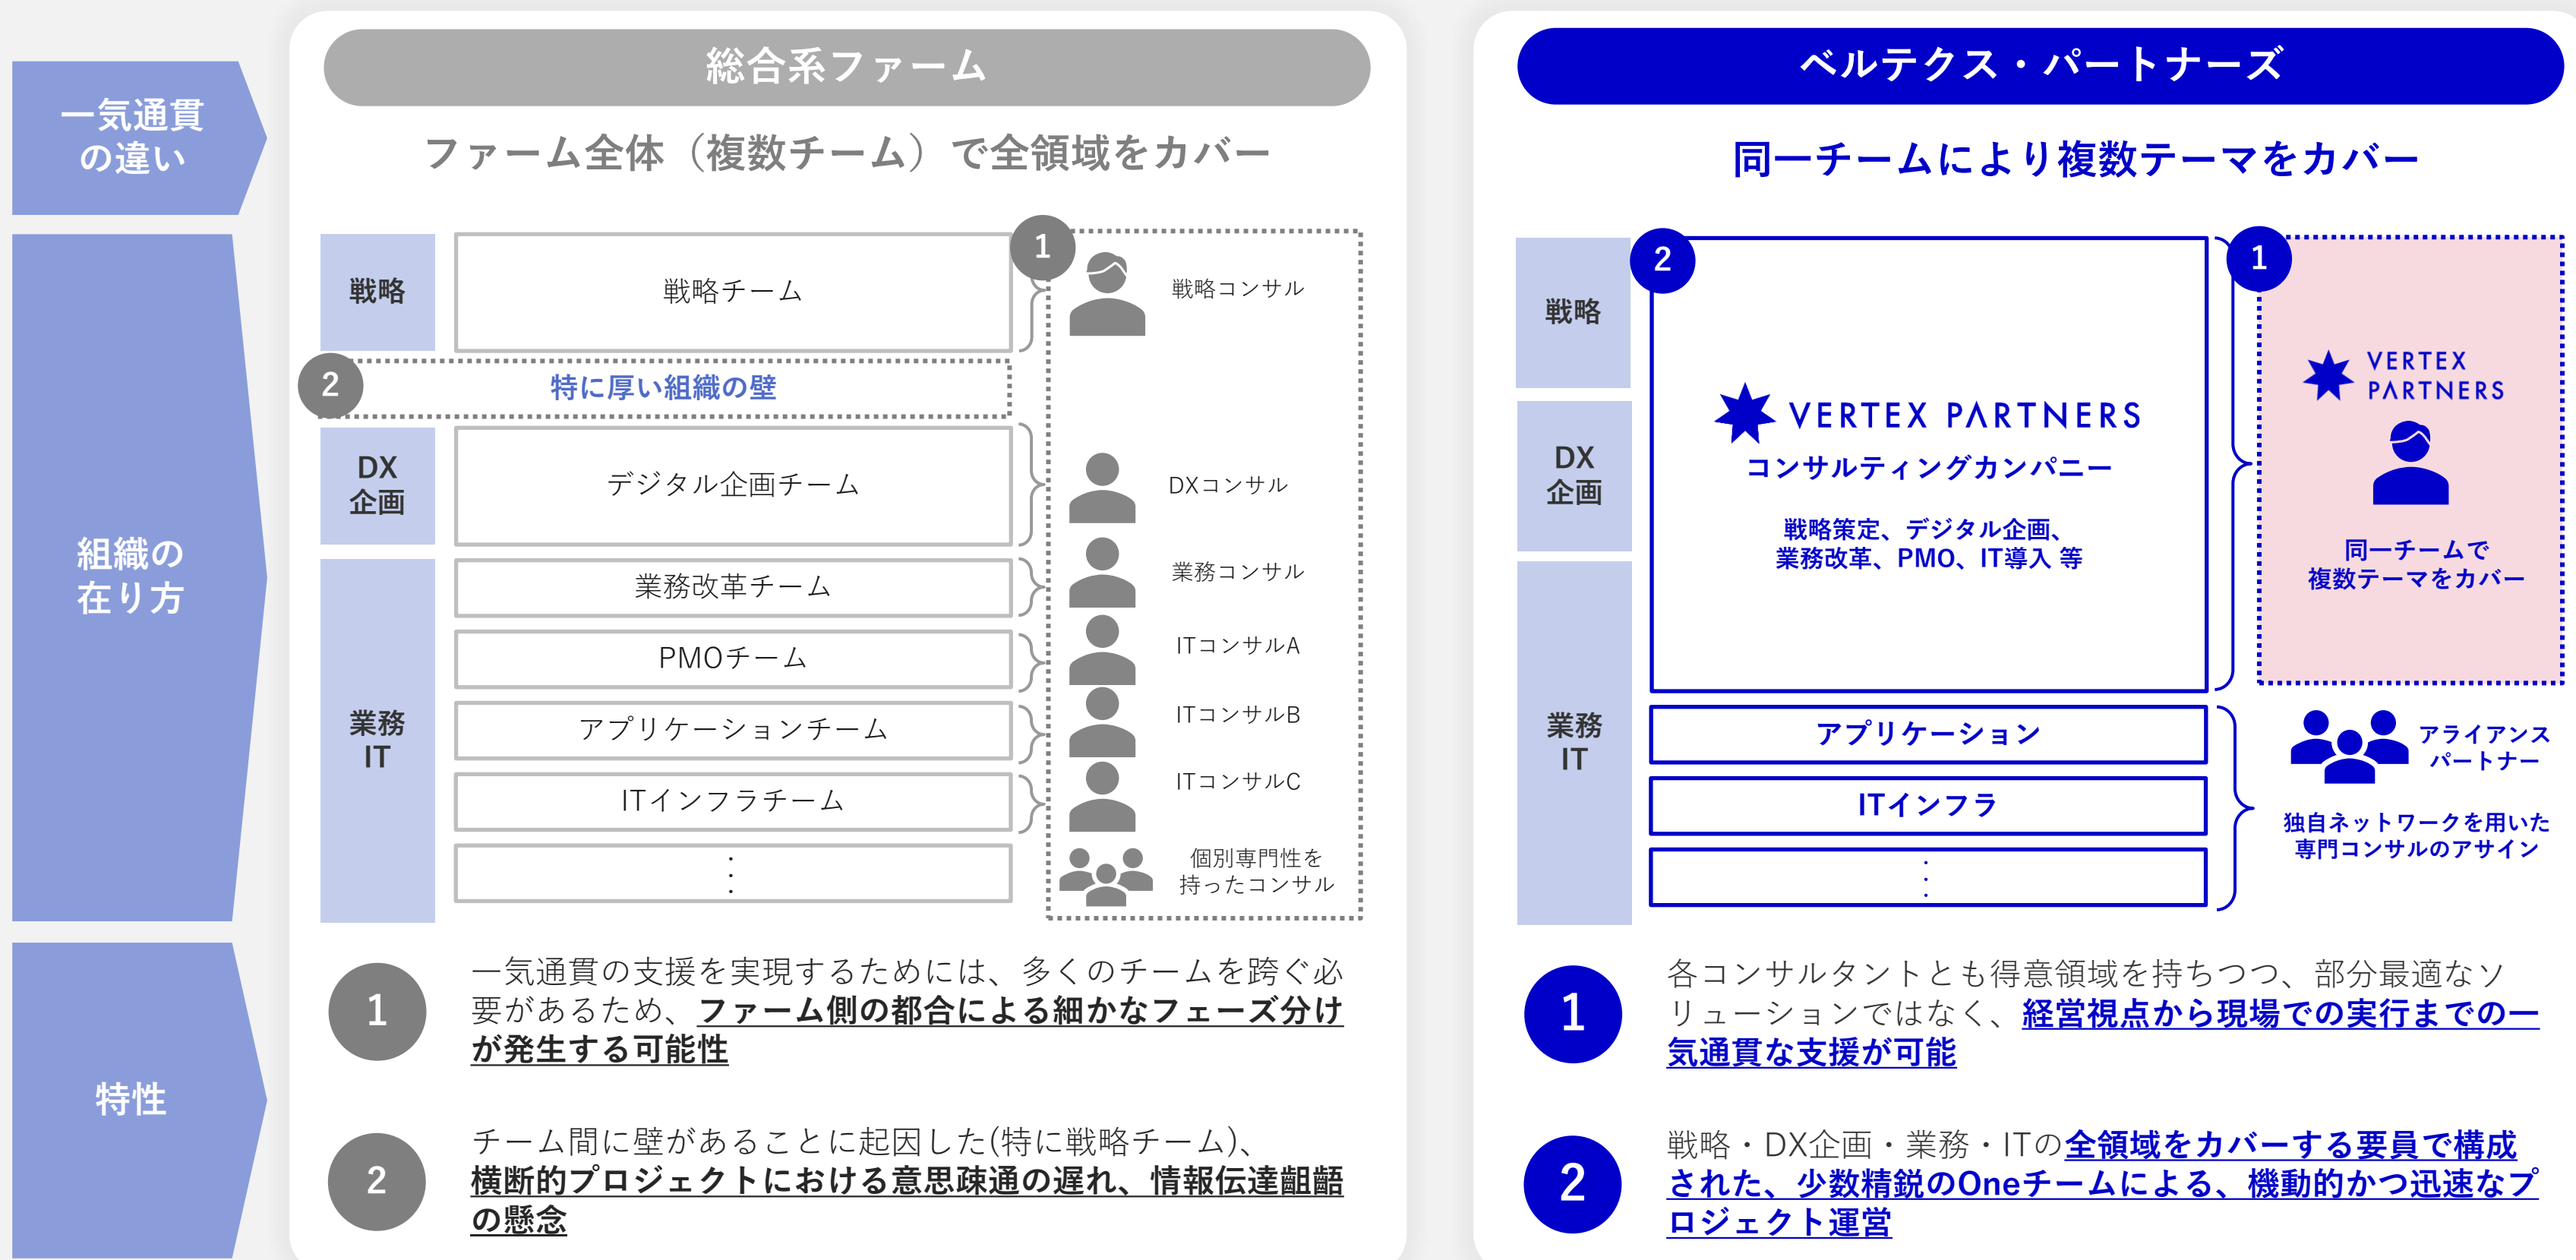 一気通貫
の違い
組織の
在り方
特性
総合系ファーム
ファーム全体（複数チーム）で全領域をカバー
戦略
戦略チーム
1
戦略コンサル
2
特に厚い組織の壁
DX
企画
デジタル企画チーム
DXコンサル
業務
IT
業務改革チーム
業務コンサル
PMOチーム
ITコンサルA
アプリケーションチーム
ITコンサルB
ITインフラチーム
ITコンサルC
⋮
個別専門性を
持ったコンサル
1
一気通貫の支援を実現するためには、多くのチームを跨ぐ必
要があるため、ファーム側の都合による細かなフェーズ分け
が発生する可能性
2
チーム間に壁があることに起因した(特に戦略チーム)、
横断的プロジェクトにおける意思疎通の遅れ、情報伝達齟齬
の懸念
ベルテクス・パートナーズ
同一チームにより複数テーマをカバー
戦略
DX
企画
業務
IT
2
VERTEX PARTNERS
コンサルティングカンパニー
戦略策定、デジタル企画、
業務改革、PMO、IT導入 等
1
VERTEX
PARTNERS
同一チームで
複数テーマをカバー
アプリケーション
ITインフラ
⋮
アライアンス
パートナー
独自ネットワークを用いた
専門コンサルのアサイン
1
各コンサルタントとも得意領域を持ちつつ、部分最適なソ
リューションではなく、経営視点から現場での実行までの一
気通貫な支援が可能
2
戦略・DX企画・業務・ITの全領域をカバーする要員で構成
された、少数精鋭のOneチームによる、機動的かつ迅速なプ
ロジェクト運営